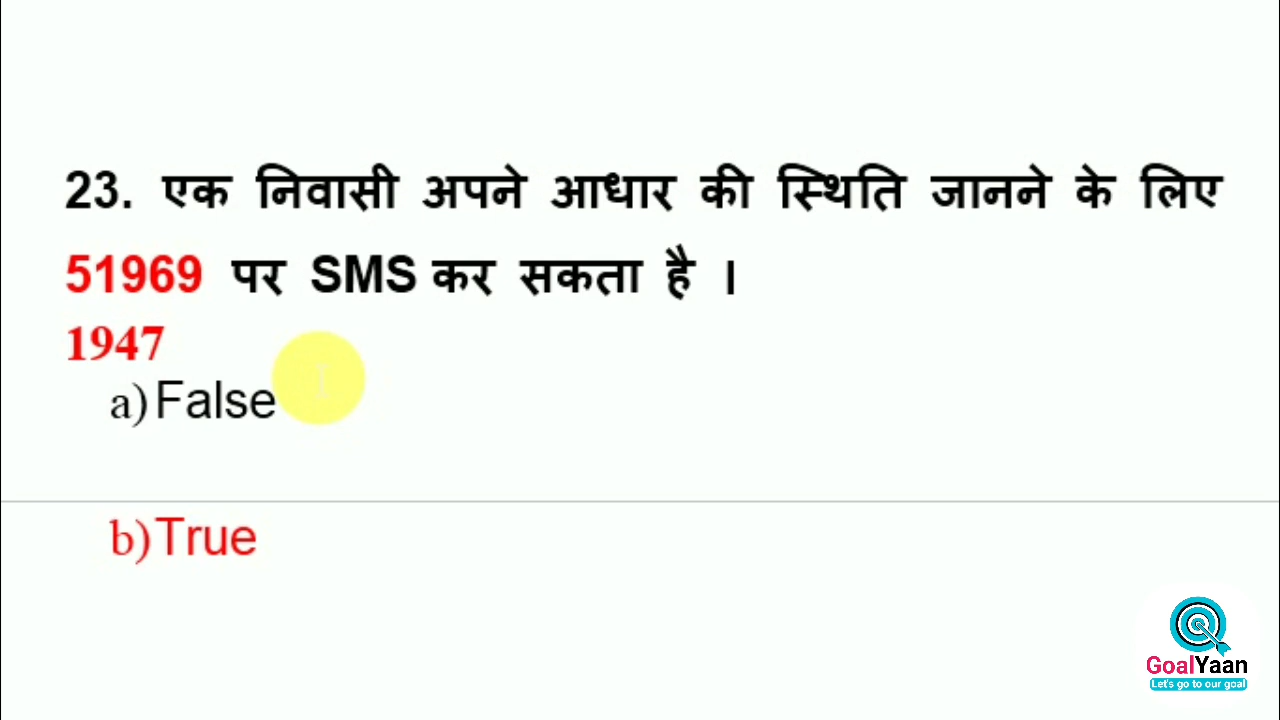 23. एक निवासी अपने आधार की स्थिति जानने के लिए
51969 पर SMS कर सकता है ।
1947
a) False
b) True
GoalYaan
Let's go to our goal